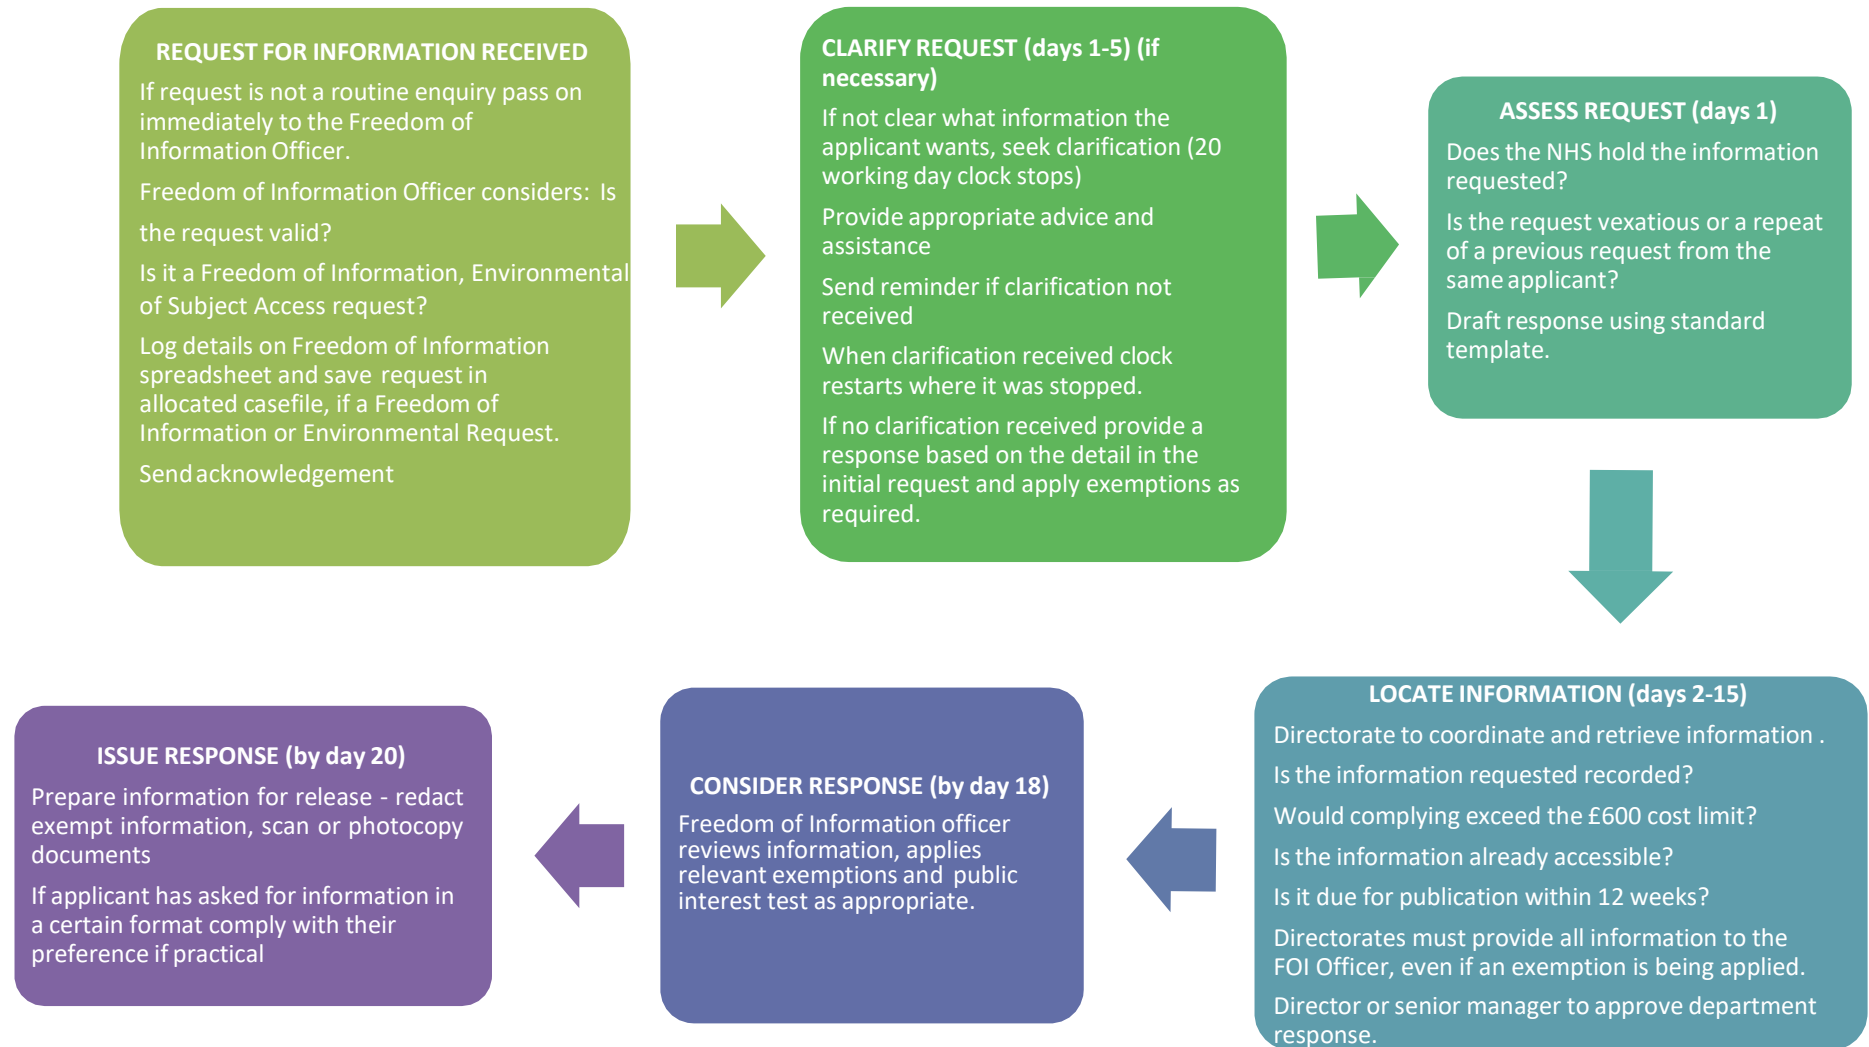 REQUEST FOR INFORMATION RECEIVED
If request is not a routine enquiry pass on
immediately to the Freedom of
Information Officer.
Freedom of Information Officer considers: Is
the request valid?
Is it a Freedom of Information, Environmental
of Subject Access request?
Log details on Freedom of Information
spreadsheet and save request in
allocated casefile, if a Freedom of
Information or Environmental Request.
Send acknowledgement
CLARIFY REQUEST (days 1-5) (if
necessary)
If not clear what information the
applicant wants, seek clarification (20
working day clock stops)
Provide appropriate advice and
assistance
Send reminder if clarification not
received
When clarification received clock
restarts where it was stopped.
If no clarification received provide a
response based on the detail in the
initial request and apply exemptions as
required.
ASSESS REQUEST (days 1)
Does the NHS hold the information
requested?
Is the request vexatious or a repeat
of a previous request from the
same applicant?
Draft response using standard
template.
LOCATE INFORMATION (days 2-15)
Directorate to coordinate and retrieve information .
Is the information requested recorded?
Would complying exceed the £600 cost limit?
Is the information already accessible?
Is it due for publication within 12 weeks?
Directorates must provide all information to the
FOI Officer, even if an exemption is being applied.
Director or senior manager to approve department
response.
CONSIDER RESPONSE (by day 18)
Freedom of Information officer
reviews information, applies
relevant exemptions and public
interest test as appropriate.
ISSUE RESPONSE (by day 20)
Prepare information for release - redact
exempt information, scan or photocopy
documents
If applicant has asked for information in
a certain format comply with their
preference if practical